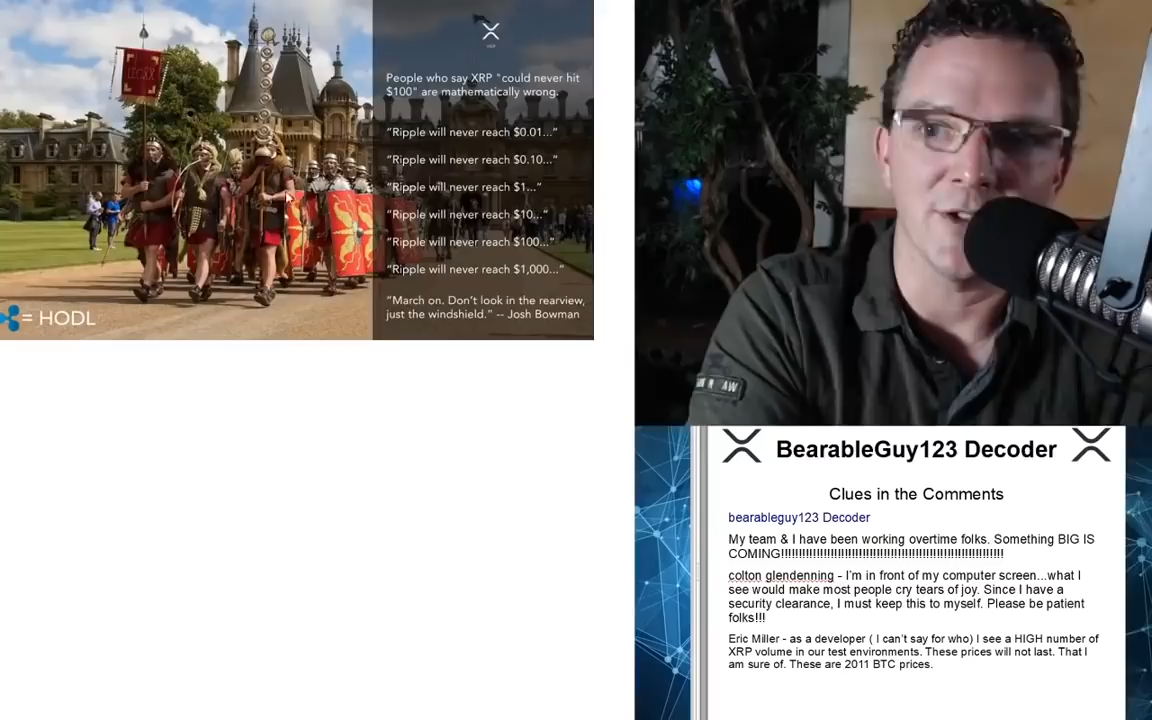 People who say XRP "could never hit
$100" are mathematically wrong.
“Ripple will never reach $0.01...”
“Ripple will never reach $0.10...”
“Ripple will never reach $1...”
“Ripple will never reach $10...”
“Ripple will never reach $100...”
“Ripple will never reach $1,000...”
“March on. Don’t look in the rearview,
just the windshield.” -- Josh Bowman
= HODL
BearableGuy123 Decoder
Clues in the Comments
bearableguy123 Decoder
My team & I have been working overtime folks. Something BIG IS
COMING!!!!!!!!!!!!!!!!!!!!!!!!!!!!!!!!!!!!!!!!!!!!!!!!!!!!!!!!!!!!!!
colton glendenning - I’m in front of my computer screen...what I
see would make most people cry tears of joy. Since I have a
security clearance, I must keep this to myself. Please be patient
folks!!!
Eric Miller - as a developer ( I can’t say for who) I see a HIGH number of
XRP volume in our test environments. These prices will not last. That I
am sure of. These are 2011 BTC prices.